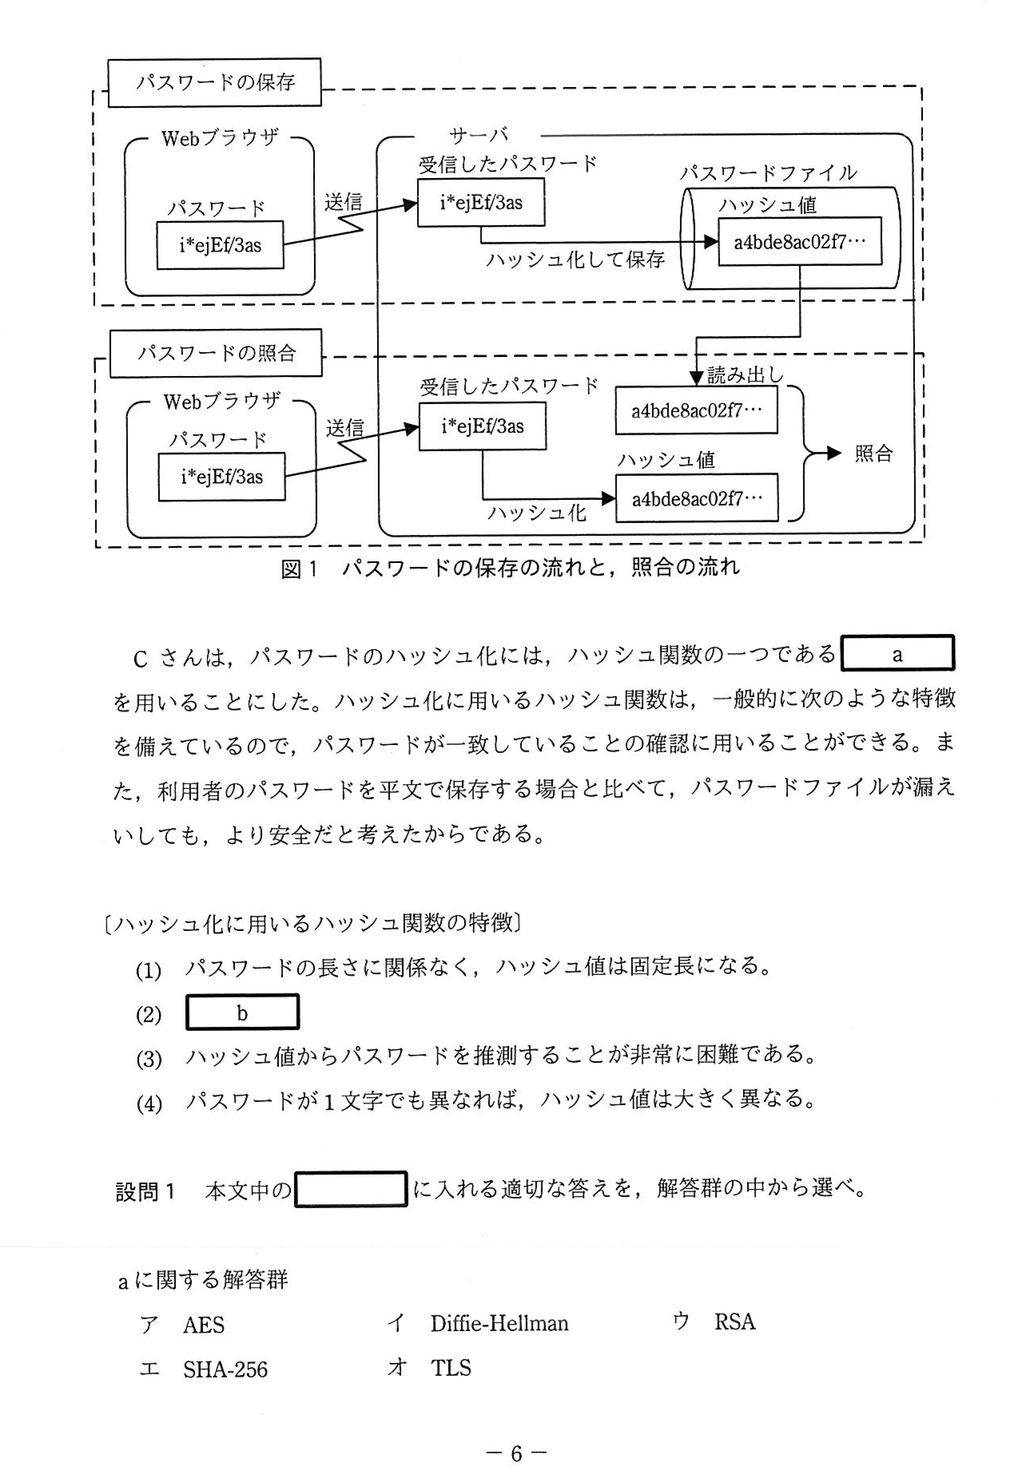 パスワードの保存
Webブラウザ
サーバ
受信したパスワード
パスワードファイル
パスワード
送信
i*ejEf/3as
ハッシュ値
i*ejEf/3as
a4bde8ac02f7…
ハッシュ化して保存
パスワードの照合
読み出し
Webブラウザ
受信したパスワード
a4bde8ac02f7…
パスワード
送信
i*ejEf/3as
照合
i*ejEf/3as
ハッシュ値
a4bde8ac02f7…
ハッシュ化
図1 パスワードの保存の流れと，照合の流れ
C さんは，パスワードのハッシュ化には，ハッシュ関数の一つである a
を用いることにした。ハッシュ化に用いるハッシュ関数は，一般的に次のような特徴
を備えているので，パスワードが一致していることの確認に用いることができる。ま
た，利用者のパスワードを平文で保存する場合と比べて，パスワードファイルが漏え
いしても，より安全だと考えたからである。
〔ハッシュ化に用いるハッシュ関数の特徴〕
(1) パスワードの長さに関係なく，ハッシュ値は固定長になる。
(2) b
(3) ハッシュ値からパスワードを推測することが非常に困難である。
(4) パスワードが1文字でも異なれば，ハッシュ値は大きく異なる。
設問1 本文中の に入れる適切な答えを，解答群の中から選べ。
aに関する解答群
ア AES イ Diffie-Hellman ウ RSA
エ SHA-256 オ TLS
－ 6 －